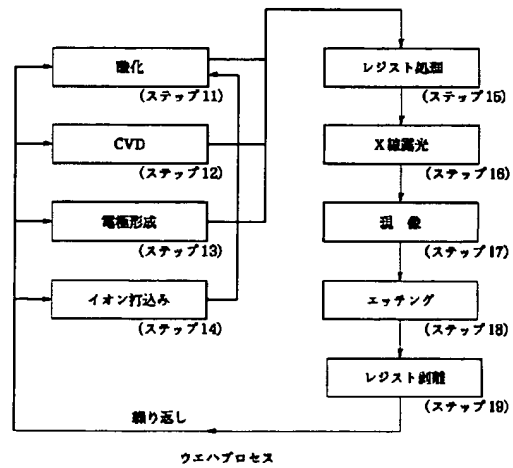 酸化
(ステップ11)
CVD
(ステップ12)
電極形成
(ステップ13)
イオン打込み
(ステップ14)
レジスト処理
(ステップ15)
X線露光
(ステップ16)
現像
(ステップ17)
エッチング
(ステップ18)
レジスト剥離
(ステップ19)
繰り返し
ウエハプロセス